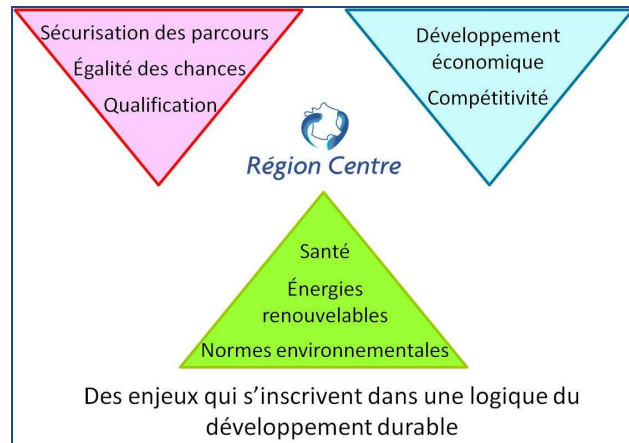 Sécurisation des parcours
Égalité des chances
Qualification
Développement
économique
Compétitivité
Région Centre
Santé
Énergies
renouvelables
Normes environnementales
Des enjeux qui s’inscrivent dans une logique du
développement durable